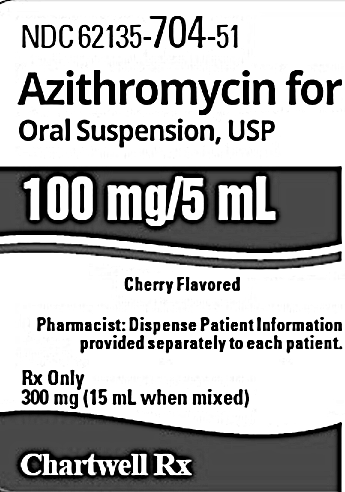 NDC 62135-704-51
Azithromycin for
Oral Suspension, USP
100 mg/5 mL
Cherry Flavored
Pharmacist: Dispense Patient Information
provided separately to each patient.
Rx Only
300 mg (15 mL when mixed)
Chartwell Rx